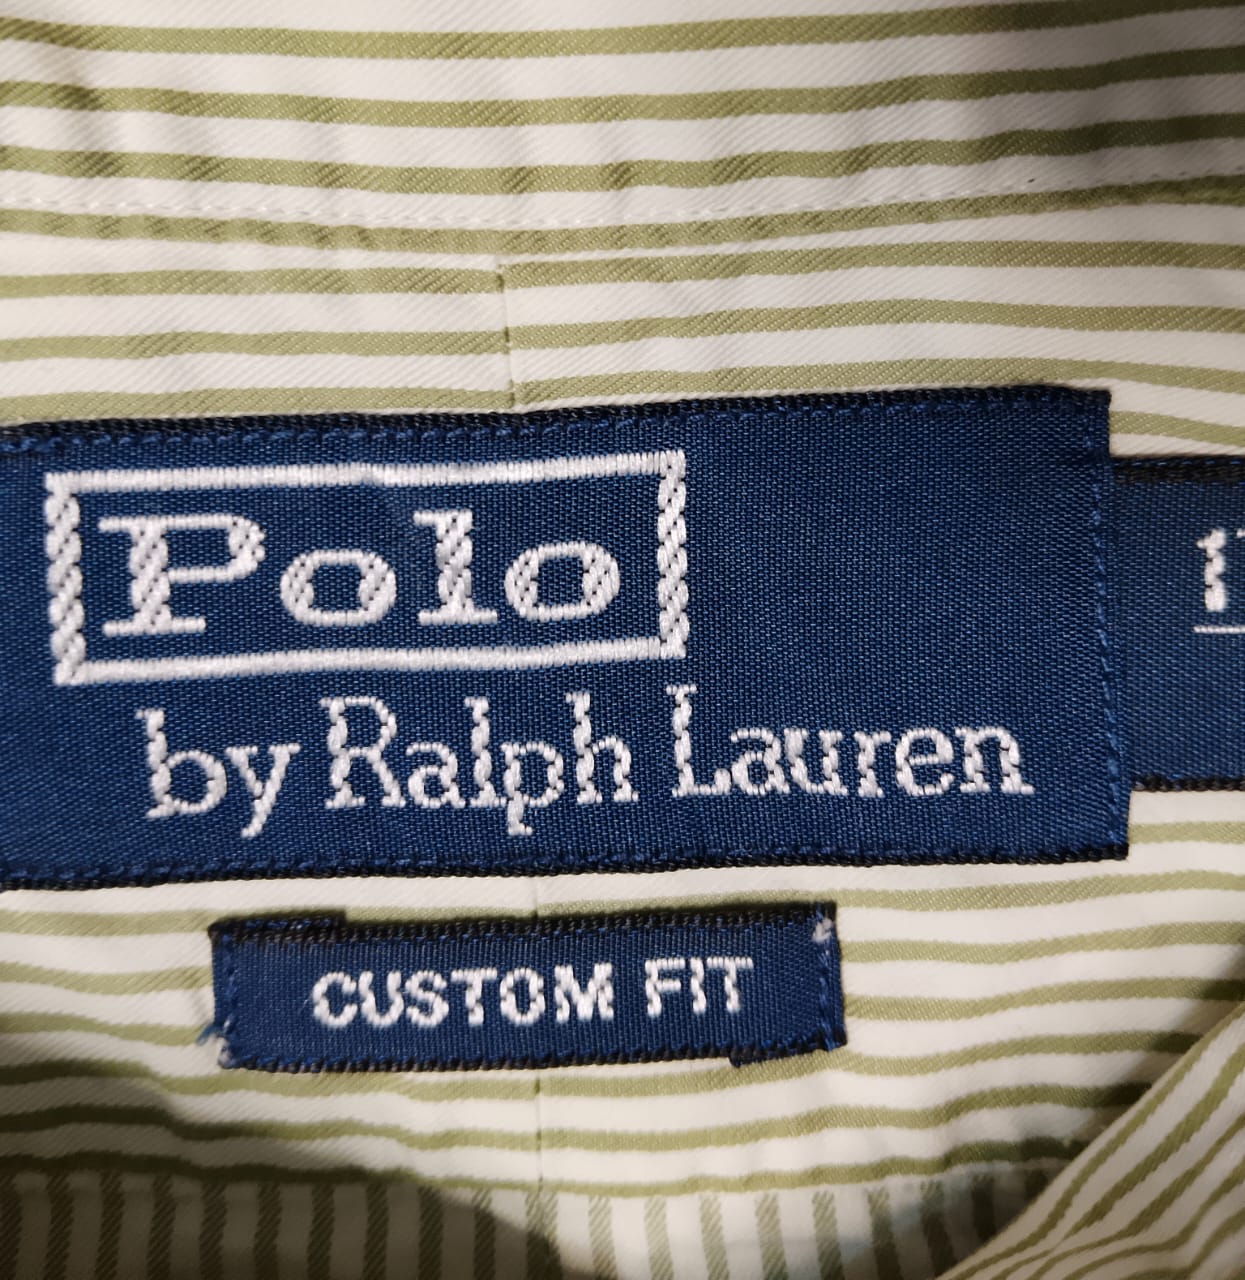 Polo
by Ralph Lauren
CUSTOM FIT